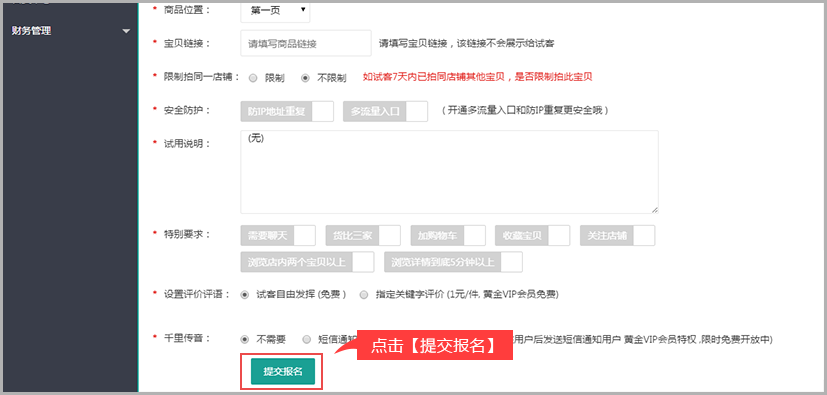 * 商品位置： 第一页
财务管理
* 宝贝链接： 请填写商品链接 请填写宝贝链接，该链接不会展示给试客
* 限制拍同一店铺： 限制 不限制 如试客7天内已拍同店铺其他宝贝，是否限制拍此宝贝
* 安全防护： 防IP地址重复 多流量入口 ( 开通多流量入口和防IP重复更安全哦 )
* 试用说明： (无)
* 特别要求： 需要聊天 货比三家 加购物车 收藏宝贝 关注店铺
浏览店内两个宝贝以上 浏览详情到底5分钟以上
* 设置评价评语： 试客自由发挥 (免费 ) 指定关键字评价 (1元/件, 黄金VIP会员免费)
* 千里传音： 不需要 短信通知 用户后发送短信通知用户 黄金VIP会员特权 ,限时免费开放中)
点击【提交报名】
提交报名